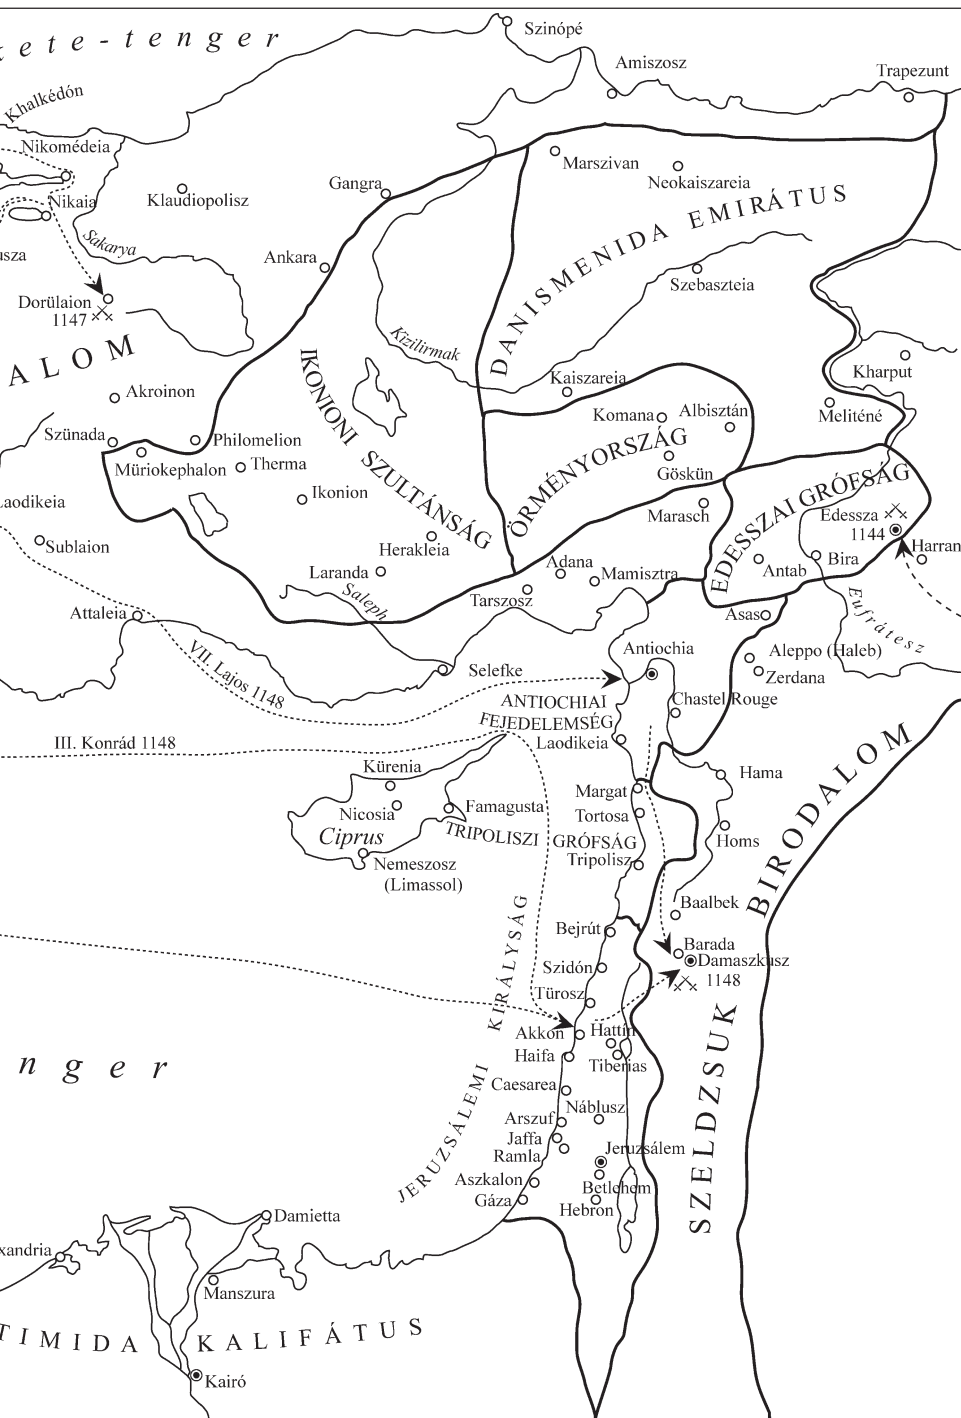 kete-tenger
Szinópé
Amiszosz
Trapezunt
Khalkédón
Nikomédeia
Nikaia
Klaudiopolisz
Gangra
Marszivan
Neokaiszareia
DANISMENIDA EMIRÁTUS
Sakarya
usza
Ankara
Szebaszteia
Dorülaion
1147
ALOM
Kizilirmak
Kharput
Akroinon
IKONIONI SZULTÁNSÁG
Kaiszareia
Komana
Albisztán
Meliténé
Szünada
Philomelion
Müriokephalon
Therma
ÖRMÉNYORSZÁG
Göskün
Ikonion
Laodikeia
Marasch
EDESSZAI GRÓFSÁG
Edessza
1144
Harran
Sublaion
Herakleia
Laranda
Adana
Mamisztra
Antab
Bira
Saleph
Tarszosz
Eufrátesz
Attaleia
Asas
VII. Lajos 1148
Selefke
Antiochia
Aleppo (Haleb)
Zerdana
ANTIOCHIAI
FEJEDELEMSÉG
Chastel Rouge
Laodikeia
III. Konrád 1148
Kürenia
Hama
Margat
Nicosia
Famagusta
Tortosa
Ciprus
TRIPOLISZI GRÓFSÁG
Homs
Nemeszosz
(Limassol)
Tripolisz
SZELDZSUK BIRODALOM
Baalbek
Bejrút
Barada
Damaszkusz
1148
Szidón
Türosz
JERUZSÁLEMI KIRÁLYSÁG
Akkon
Hattin
Haifa
Tiberias
nger
Caesarea
Náblusz
Arszuf
Jaffa
Ramla
Jeruzsálem
Aszkalon
Betlehem
Gáza
Hebron
Damietta
xandria
Manszura
TIMIDA KALIFÁTUS
Kairó